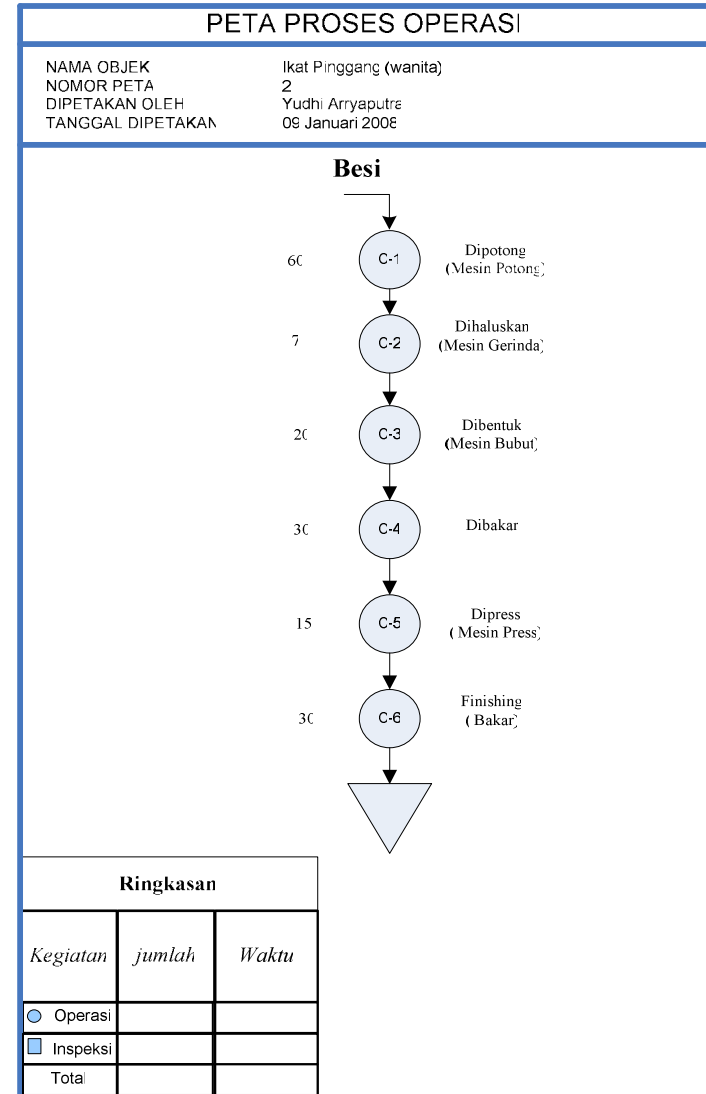 PETA PROSES OPERASI
NAMA OBJEK Ikat Pinggang (wanita)
NOMOR PETA 2
DIPETAKAN OLEH Yudhi Arryaputra
TANGGAL DIPETAKAN 09 Januari 2008
Besi
60 C-1 Dipotong
(Mesin Potong)
7 C-2 Dihaluskan
(Mesin Gerinda)
20 C-3 Dibentuk
(Mesin Bubut)
30 C-4 Dibakar
15 C-5 Dipress
( Mesin Press)
30 C-6 Finishing
( Bakar)
Ringkasan
Kegiatan jumlah Waktu
Operasi
Inspeksi
Total